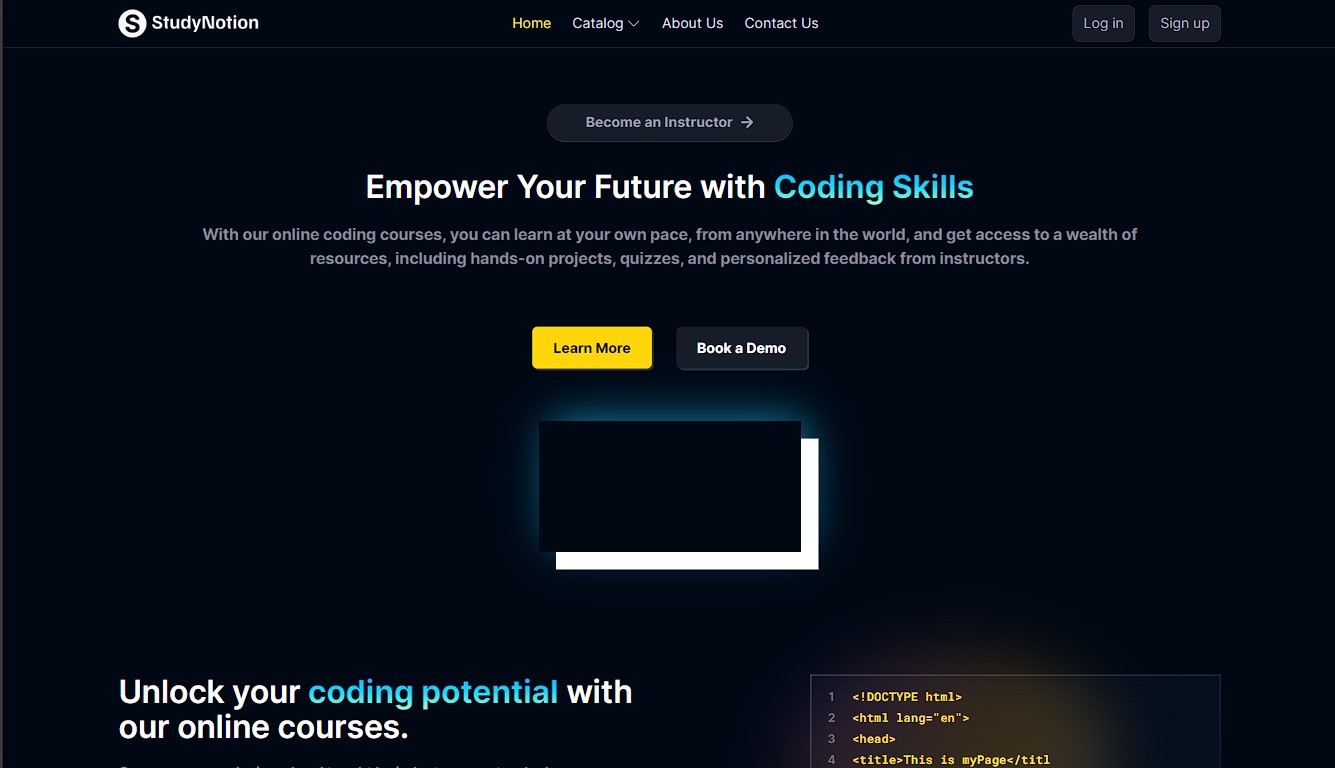 StudyNotion
Home Catalog About Us Contact Us
Log in Sign up
Become an Instructor →
Empower Your Future with Coding Skills
With our online coding courses, you can learn at your own pace, from anywhere in the world, and get access to a wealth of
resources, including hands-on projects, quizzes, and personalized feedback from instructors.
Learn More Book a Demo
Unlock your coding potential with
our online courses.
1 <!DOCTYPE html>
2 <html lang="en">
3 <head>
4 <title>This is myPage</titl